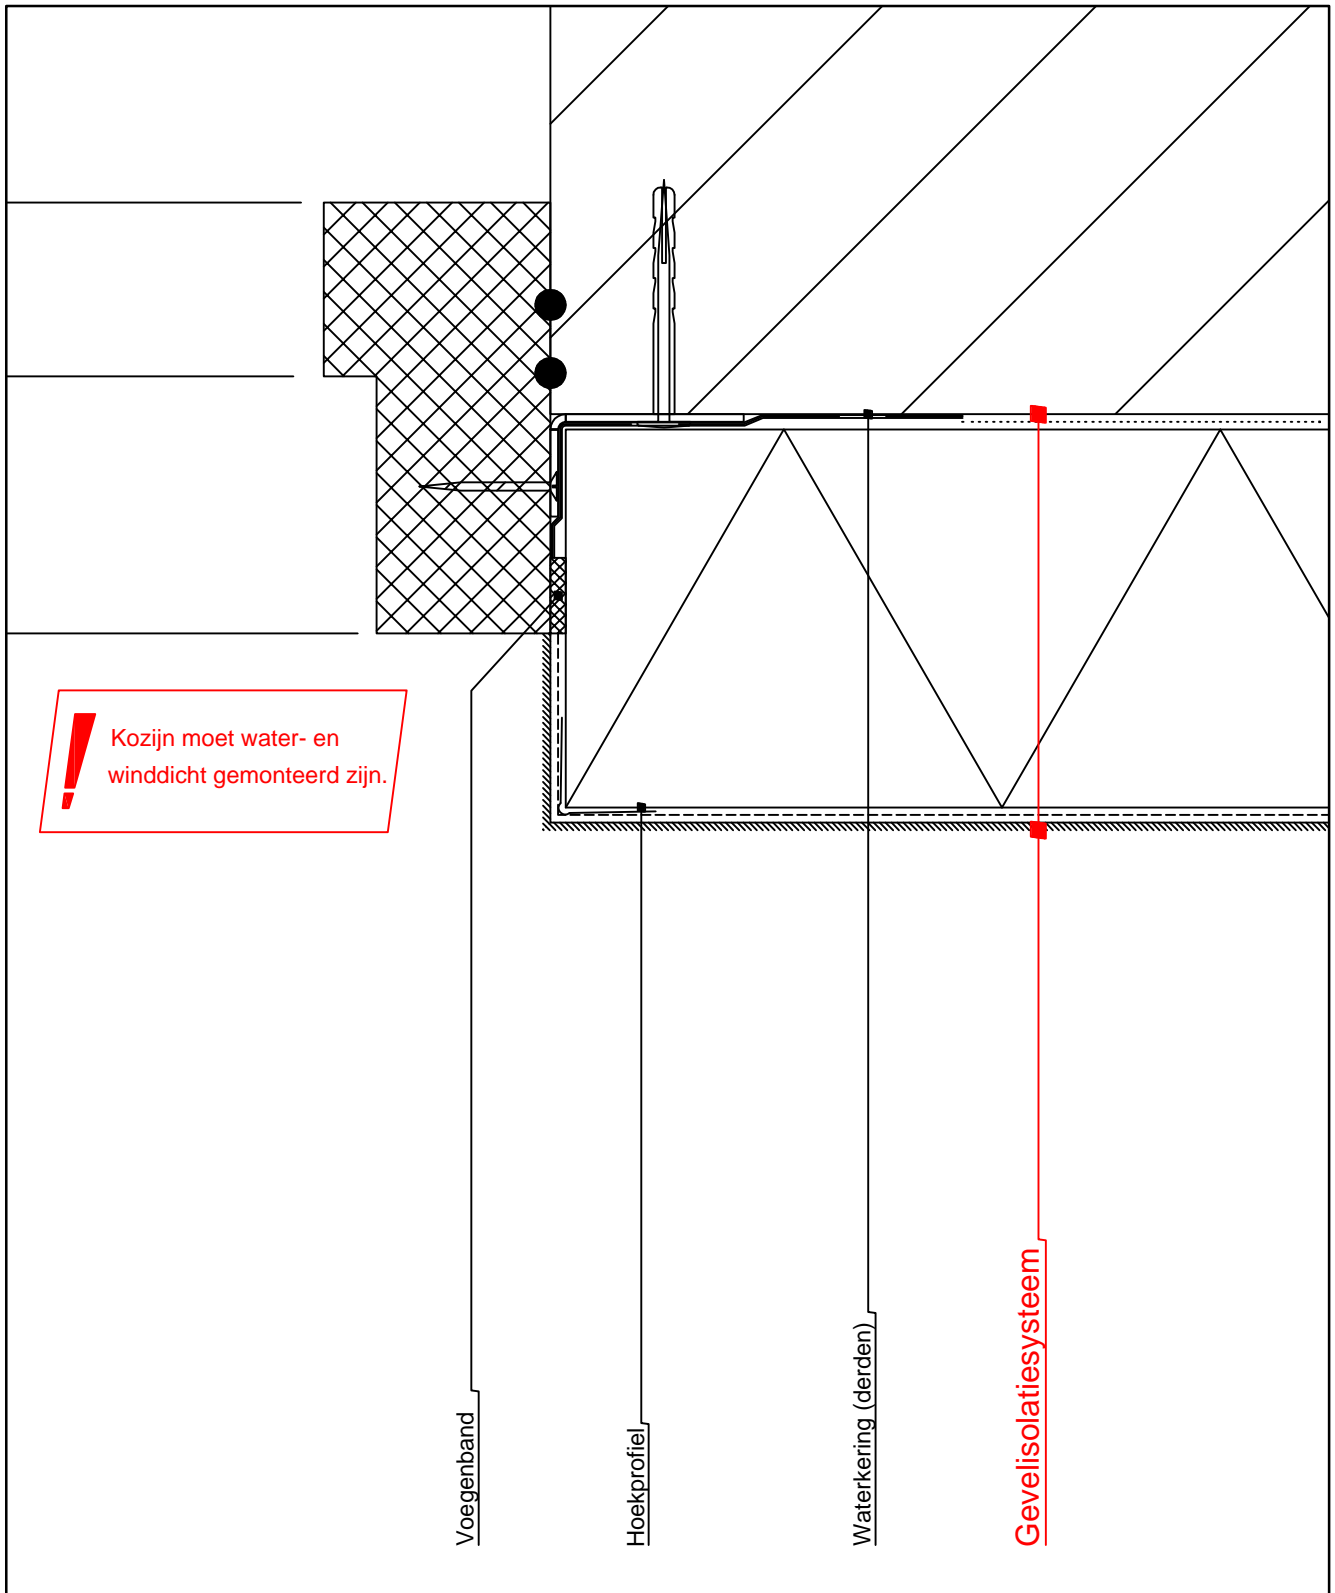 Kozijn moet water- en
winddicht gemonteerd zijn.
Voegenband
Hoekprofiel
Waterkering (derden)
Gevelisolatiesysteem